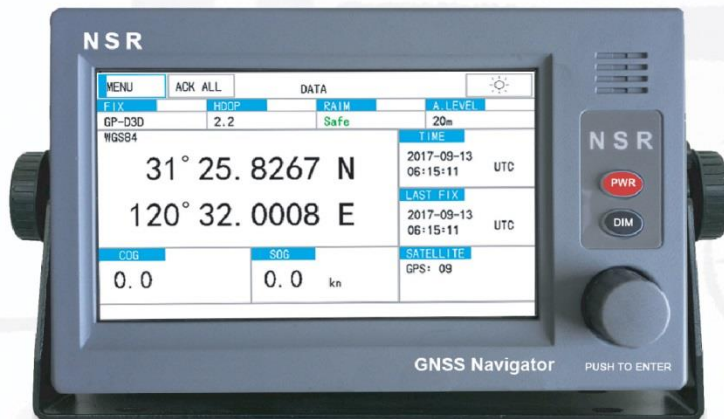 NSR
MENU ACK ALL DATA
FIX HDOP RAIM A.LEVEL
GP-D3D 2.2 Safe 20m
WGS84
31° 25.8267 N
120° 32.0008 E
TIME
2017-09-13
06:15:11 UTC
LAST FIX
2017-09-13
06:15:11 UTC
COG SOG SATELLITE
0.0 0.0 kn GPS: 09
NSR
PWR
DIM
GNSS Navigator PUSH TO ENTER